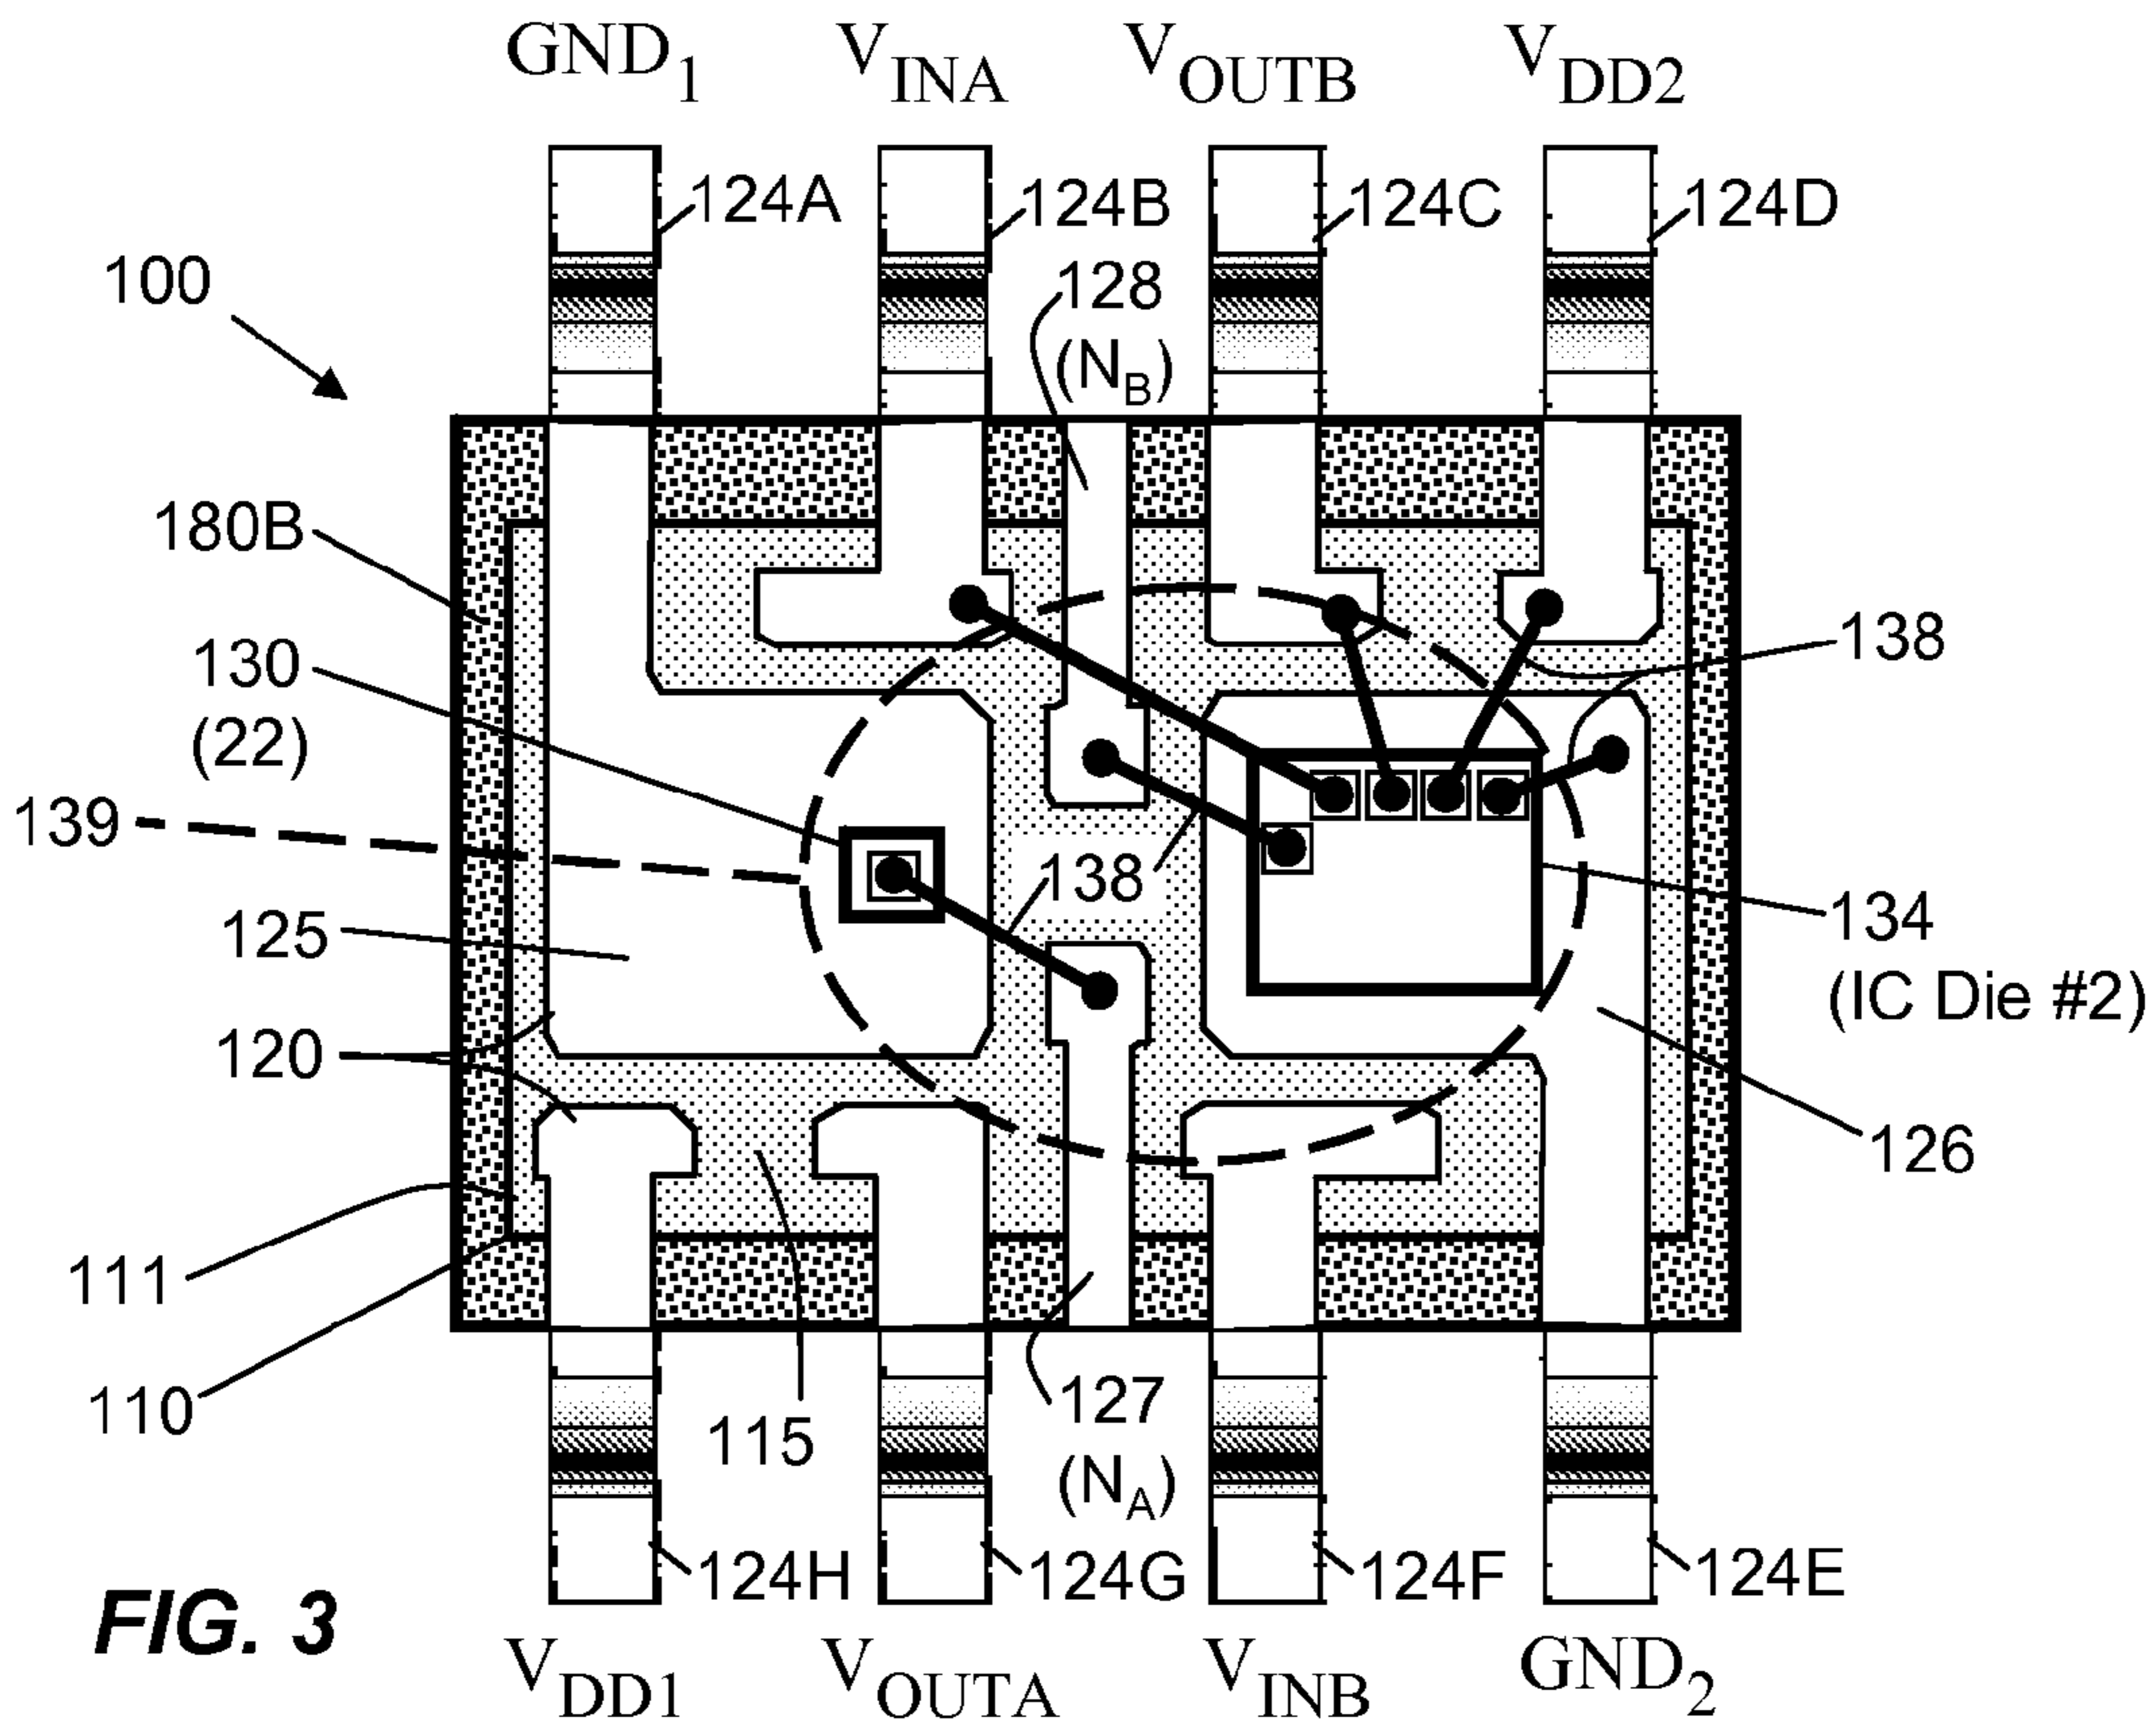 GND1 VINA VOUTB VDD2
124A 124B 124C 124D
100
128
(NB)
180B
130
(22)
138
139
138
125
134
(IC Die #2)
120
126
111
110
115
127
(NA)
124H 124G 124F 124E
FIG. 3
VDD1 VOUTA VINB GND2